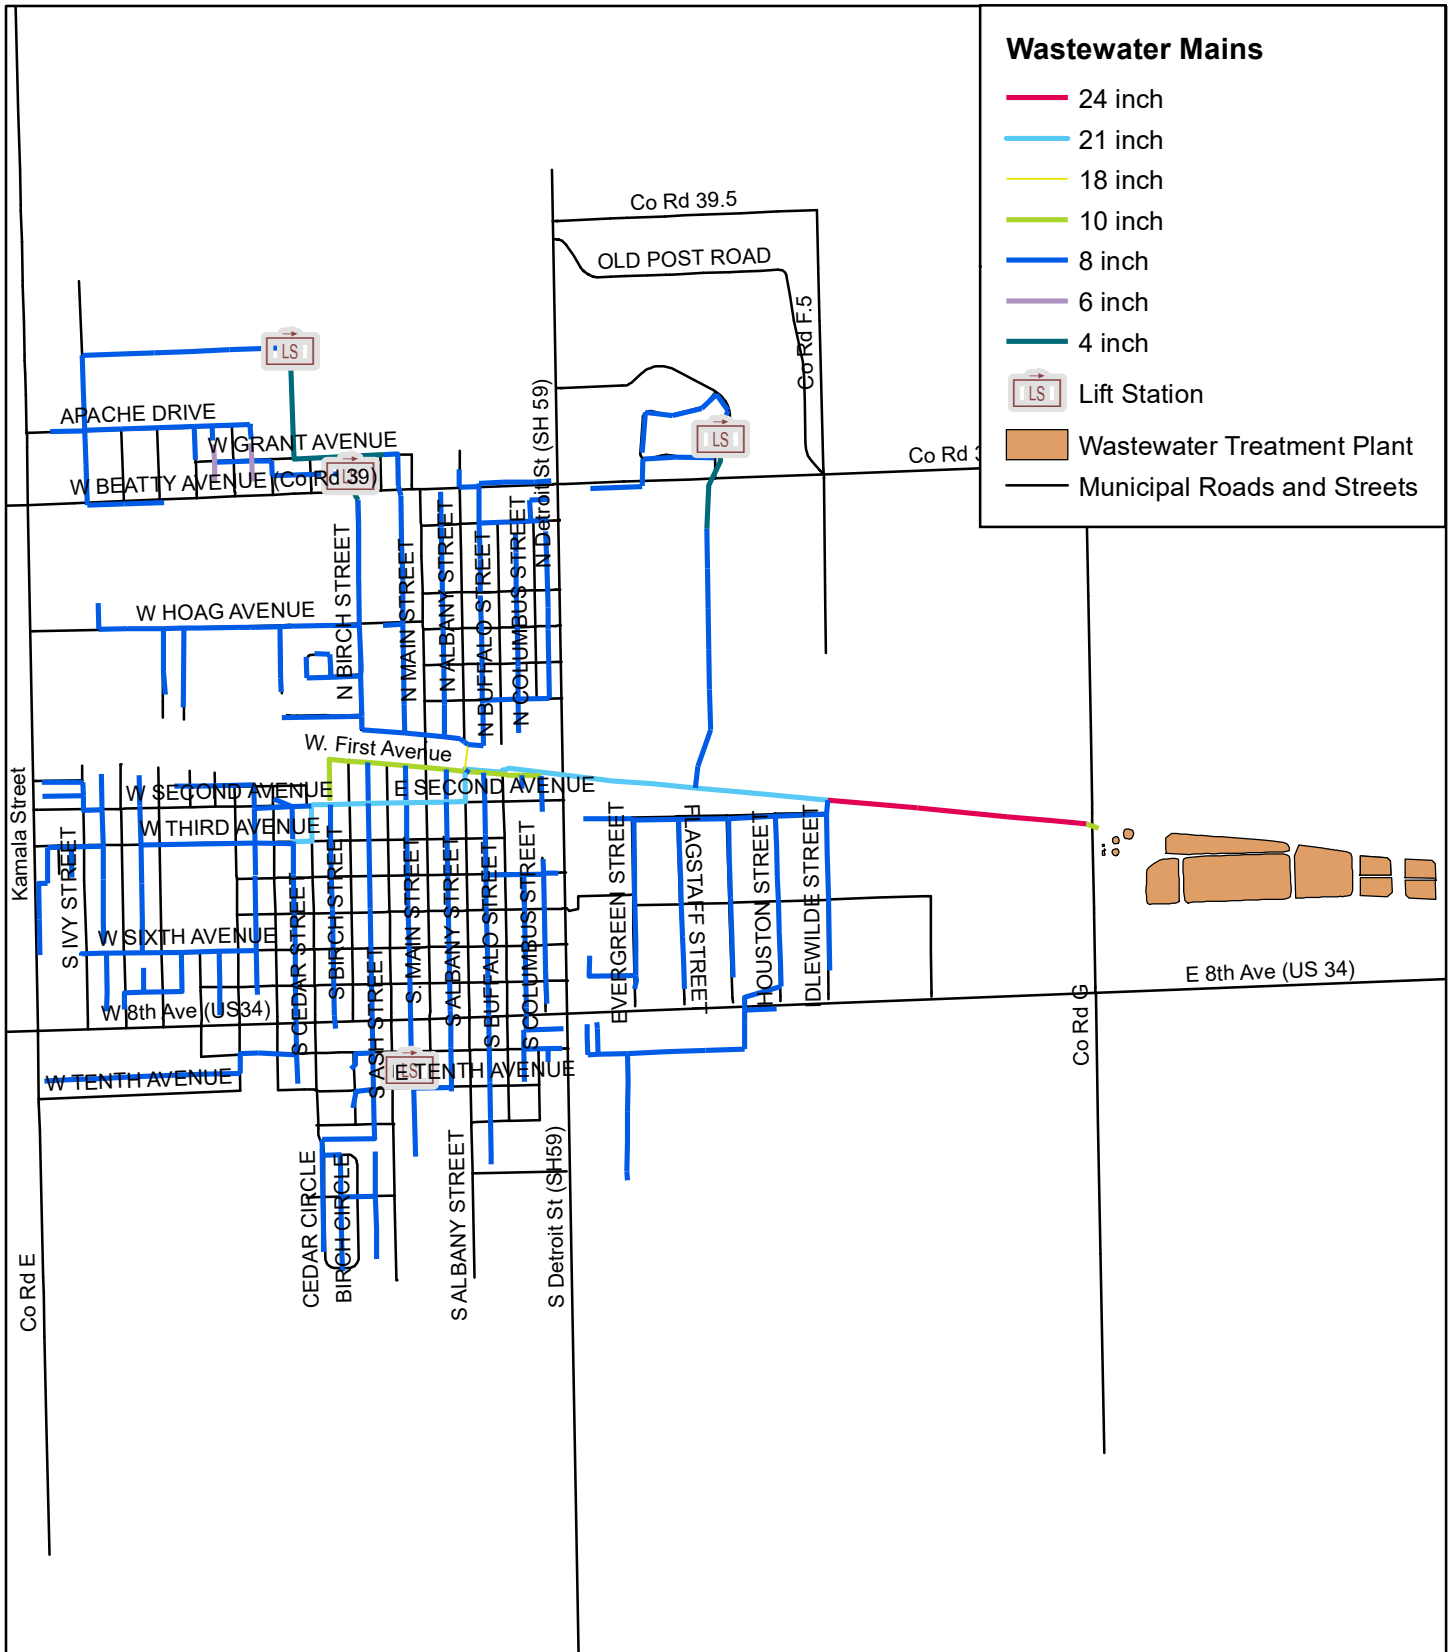 Wastewater Mains
24 inch
21 inch
18 inch
10 inch
8 inch
6 inch
4 inch
LS Lift Station
Wastewater Treatment Plant
Municipal Roads and Streets
Co Rd 39.5
OLD POST ROAD
Co Rd F.5
LS
APACHE DRIVE
W GRANT AVENUE
LS
LS
W BEATTY AVENUE (Co Rd 39)
Co Rd 3
N Detroit St (SH 59)
W HOAG AVENUE
N BIRCH STREET
N MAIN STREET
N ALBANY STREET
N BUFFALO STREET
N COLUMBUS STREET
W. First Avenue
Kamala Street
W SECOND AVENUE
E SECOND AVENUE
W THIRD AVENUE
S IVY STREET
W SIXTH AVENUE
W 8th Ave (US34)
S CEDAR STREET
S BIRCH STREET
S ASH STREET
S. MAIN STREET
S ALBANY STREET
S BUFFALO STREET
S COLUMBUS STREET
EVERGREEN STREET
FLAGSTAFF STREET
HOUSTON STREET
IDLEWILDE STREET
E 8th Ave (US 34)
Co Rd G
W TENTH AVENUE
LS
E TENTH AVENUE
CEDAR CIRCLE
BIRCH CIRCLE
S ALBANY STREET
S Detroit St (SH59)
Co Rd E